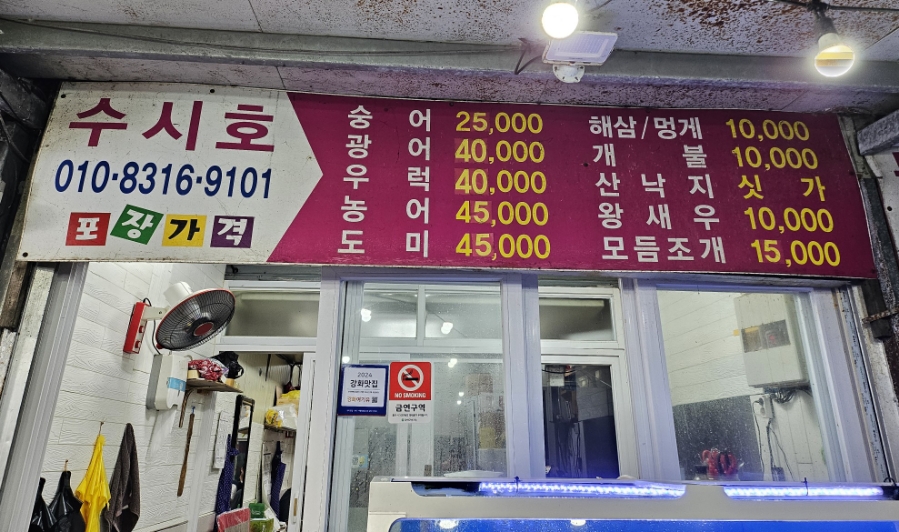 수시호
010·8316·9101
포장가격
숭어 25,000
광어 40,000
우럭 40,000
농어 45,000
도미 45,000
해삼/멍게 10,000
개불 10,000
산낙지 싯가
왕새우 10,000
모듬조개 15,000
2024
강화맛집
NO SMOKING
금연구역